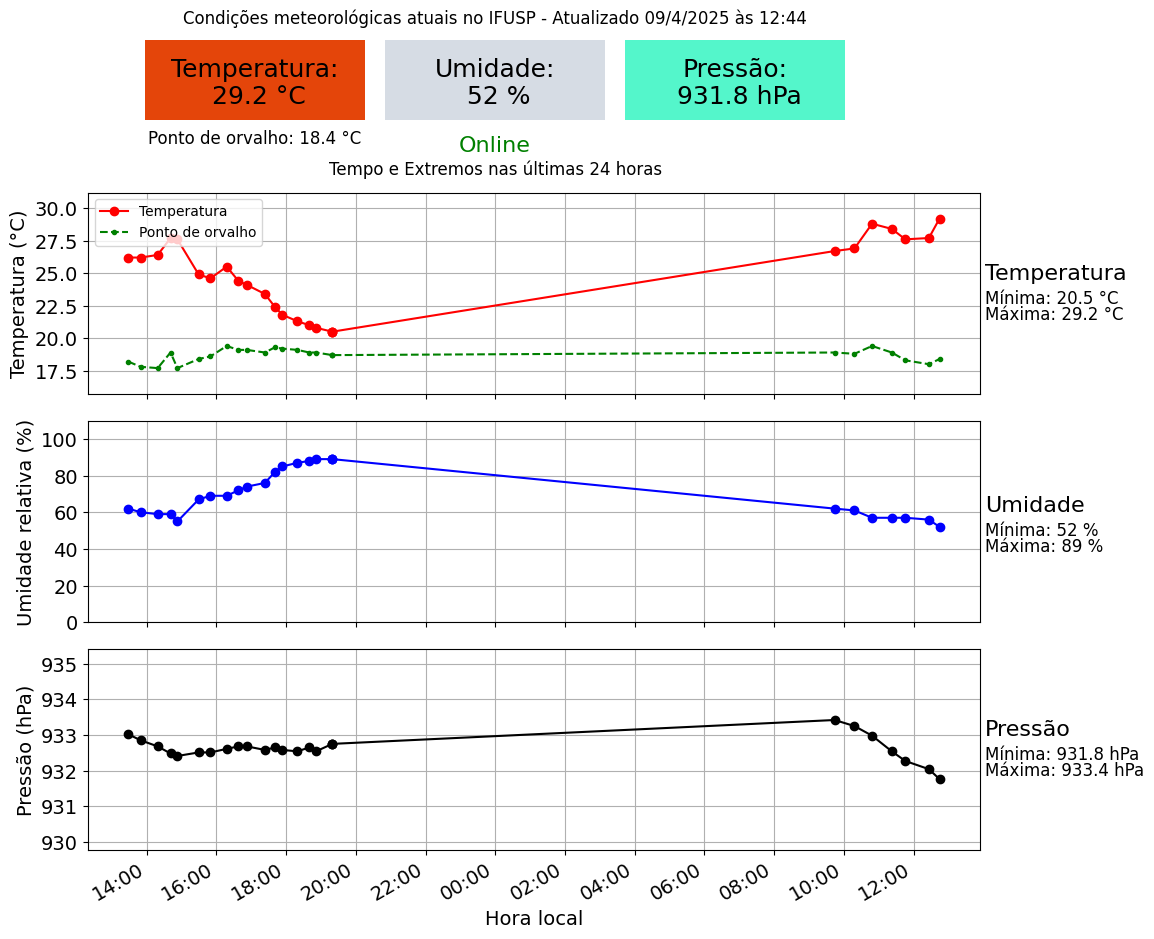 Condições meteorológicas atuais no IFUSP - Atualizado 09/4/2025 às 12:44
Temperatura:
29.2 °C
Umidade:
52 %
Pressão:
931.8 hPa
Ponto de orvalho: 18.4 °C
Online
Tempo e Extremos nas últimas 24 horas
Temperatura (°C)
30.0
27.5
25.0
22.5
20.0
17.5
Temperatura
Ponto de orvalho
Temperatura
Mínima: 20.5 °C
Máxima: 29.2 °C
Umidade relativa (%)
100
80
60
40
20
0
Umidade
Mínima: 52 %
Máxima: 89 %
Pressão (hPa)
935
934
933
932
931
930
Pressão
Mínima: 931.8 hPa
Máxima: 933.4 hPa
14:00
16:00
18:00
20:00
22:00
00:00
02:00
04:00
06:00
08:00
10:00
12:00
Hora local